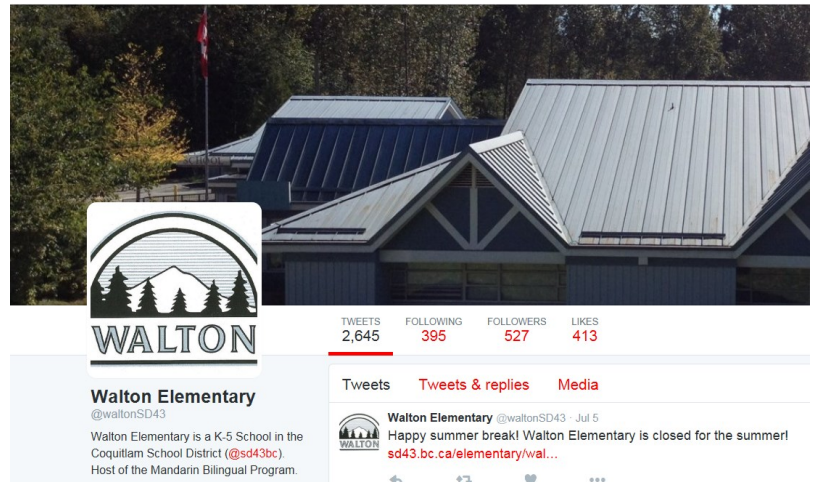 WALTON
TWEETS FOLLOWING FOLLOWERS LIKES
2,645 395 527 413
Walton Elementary
@waltonSD43
Walton Elementary is a K-5 School in the
Coquitlam School District (@sd43bc).
Host of the Mandarin Bilingual Program.
Tweets Tweets & replies Media
WALTON
Walton Elementary @waltonSD43 · Jul 5
Happy summer break! Walton Elementary is closed for the summer!
sd43.bc.ca/elementary/wal...